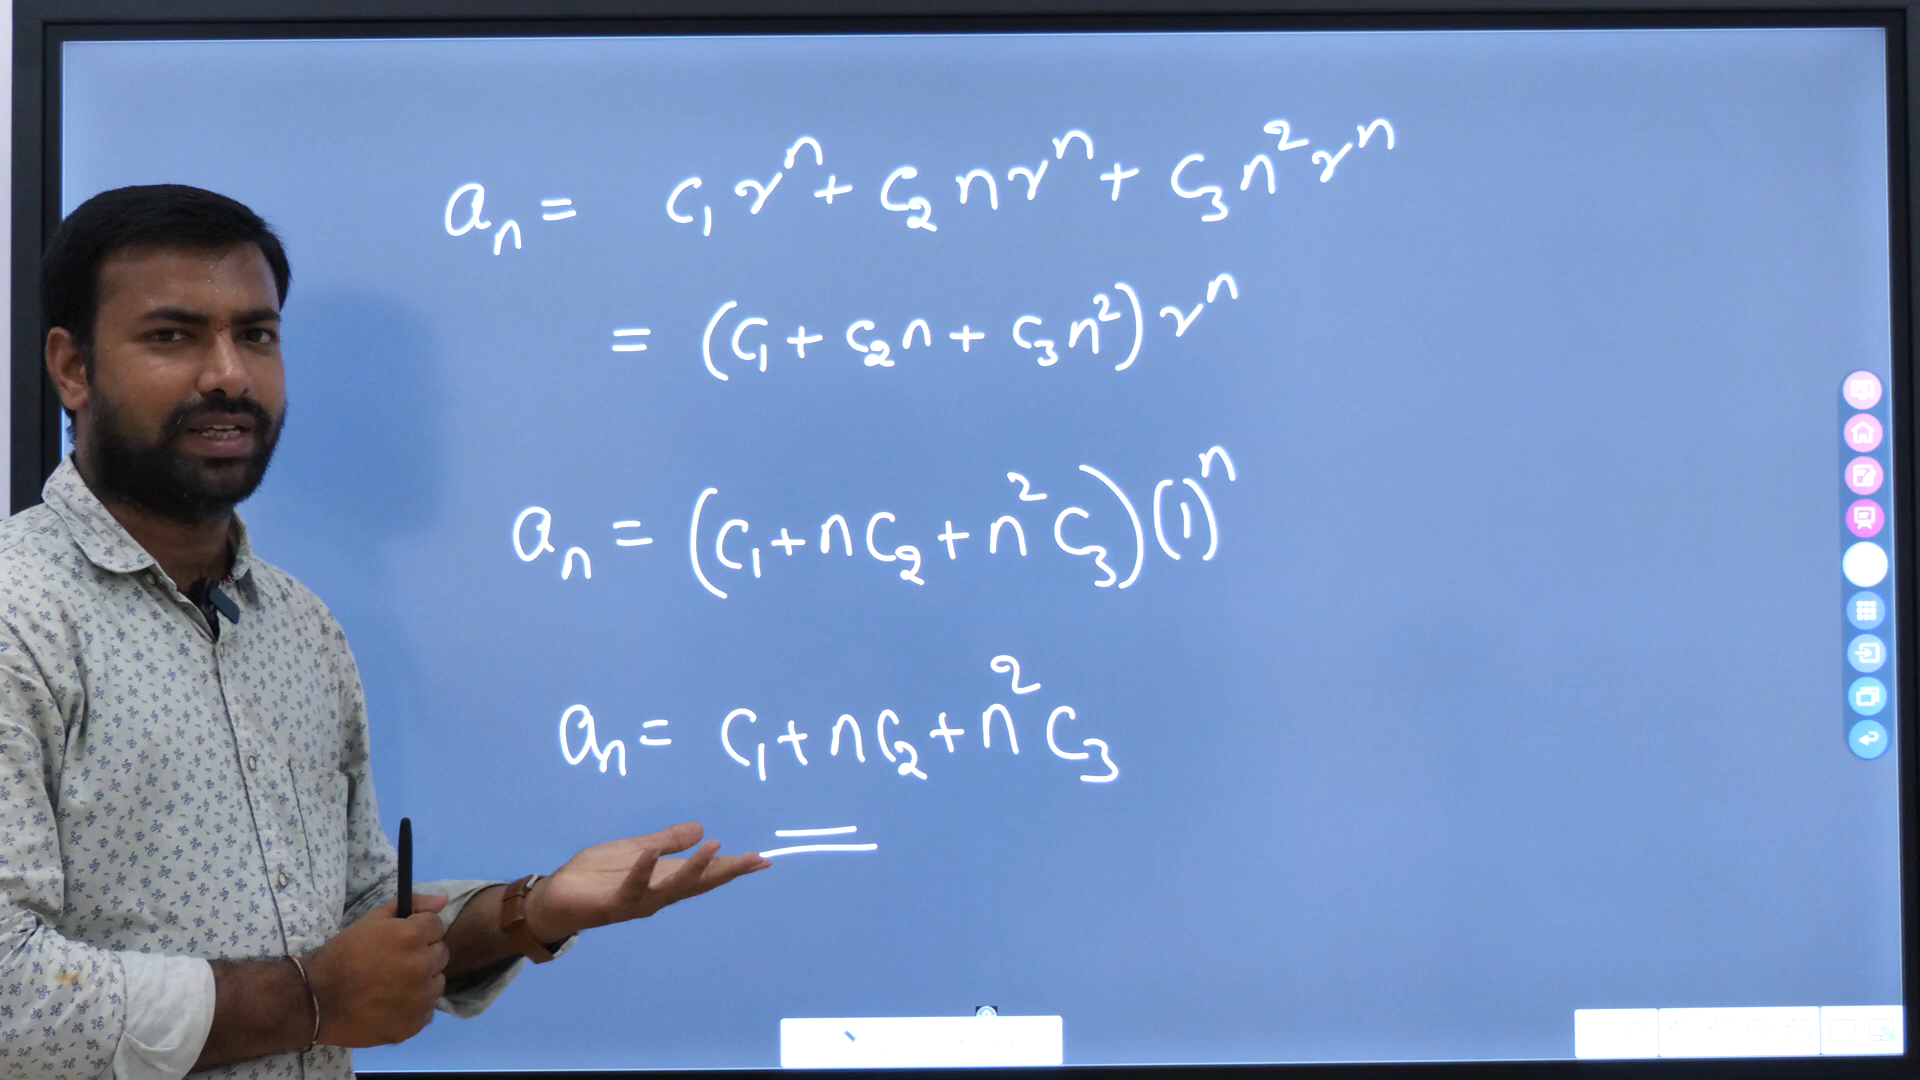 aₙ = c₁rⁿ + c₂nrⁿ + c₃n²rⁿ
= (c₁ + c₂n + c₃n²)rⁿ
aₙ = (c₁ + nc₂ + n²c₃)(1)ⁿ
aₙ = c₁ + nc₂ + n²c₃